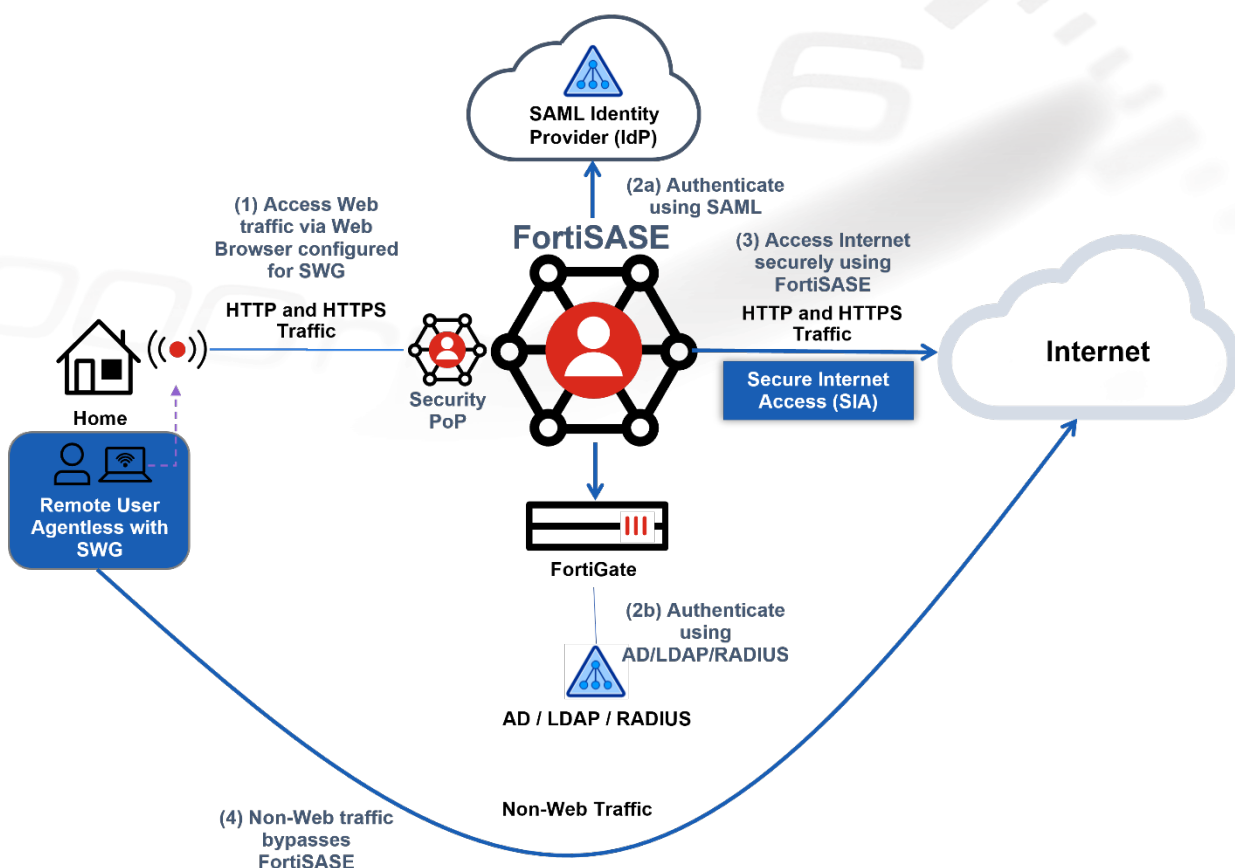 SAML Identity
Provider (IdP)
(2a) Authenticate
using SAML
(1) Access Web
traffic via Web
Browser configured
for SWG
FortiSASE
(3) Access Internet
securely using
FortiSASE
HTTP and HTTPS
Traffic
HTTP and HTTPS
Traffic
Internet
Secure Internet
Access (SIA)
Security
PoP
Home
Remote User
Agentless with
SWG
FortiGate
(2b) Authenticate
using
AD/LDAP/RADIUS
AD / LDAP / RADIUS
Non-Web Traffic
(4) Non-Web traffic
bypasses
FortiSASE